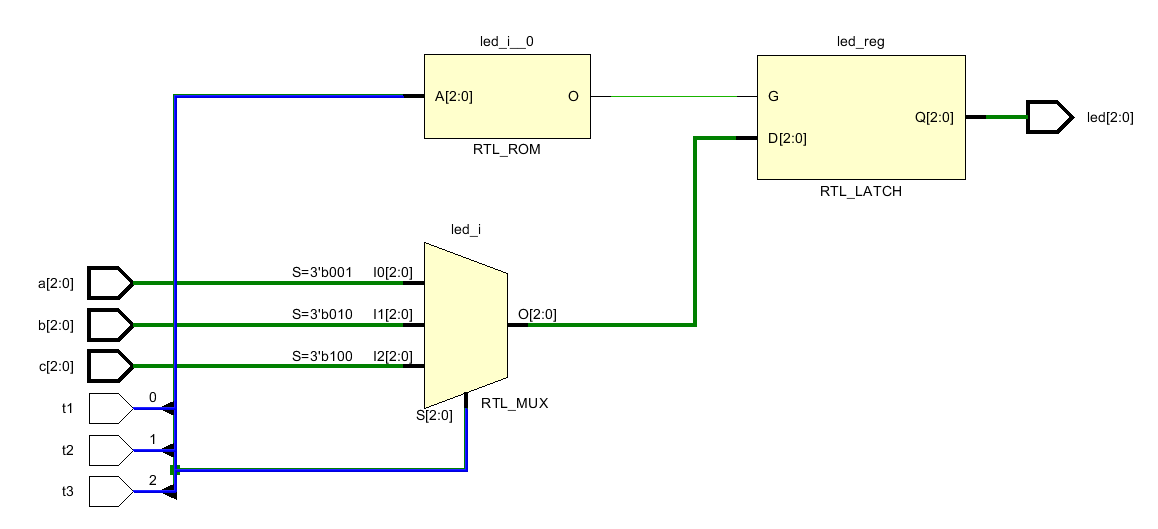 led_i__0
A[2:0] O
RTL_ROM
led_reg
G
D[2:0]
Q[2:0]
RTL_LATCH
led[2:0]
led_i
a[2:0] S=3'b001 I0[2:0]
b[2:0] S=3'b010 I1[2:0] O[2:0]
c[2:0] S=3'b100 I2[2:0]
S[2:0] RTL_MUX
t1 0
t2 1
t3 2